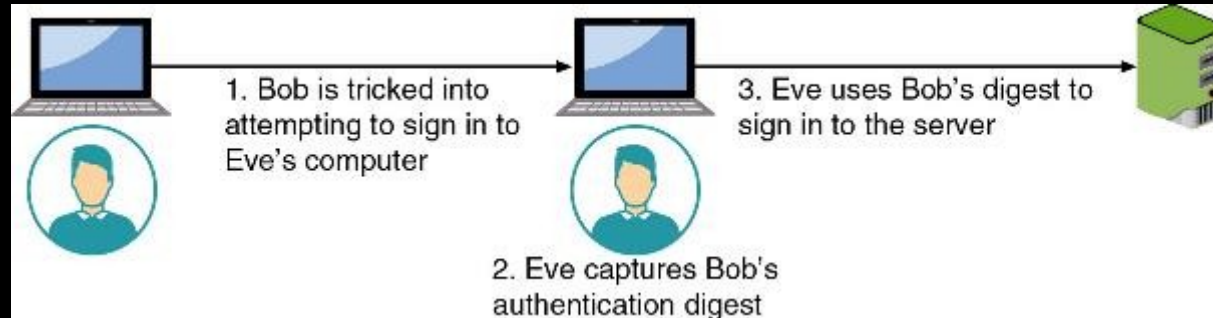 1. Bob is tricked into
attempting to sign in to
Eve's computer
3. Eve uses Bob's digest to
sign in to the server
2. Eve captures Bob's
authentication digest